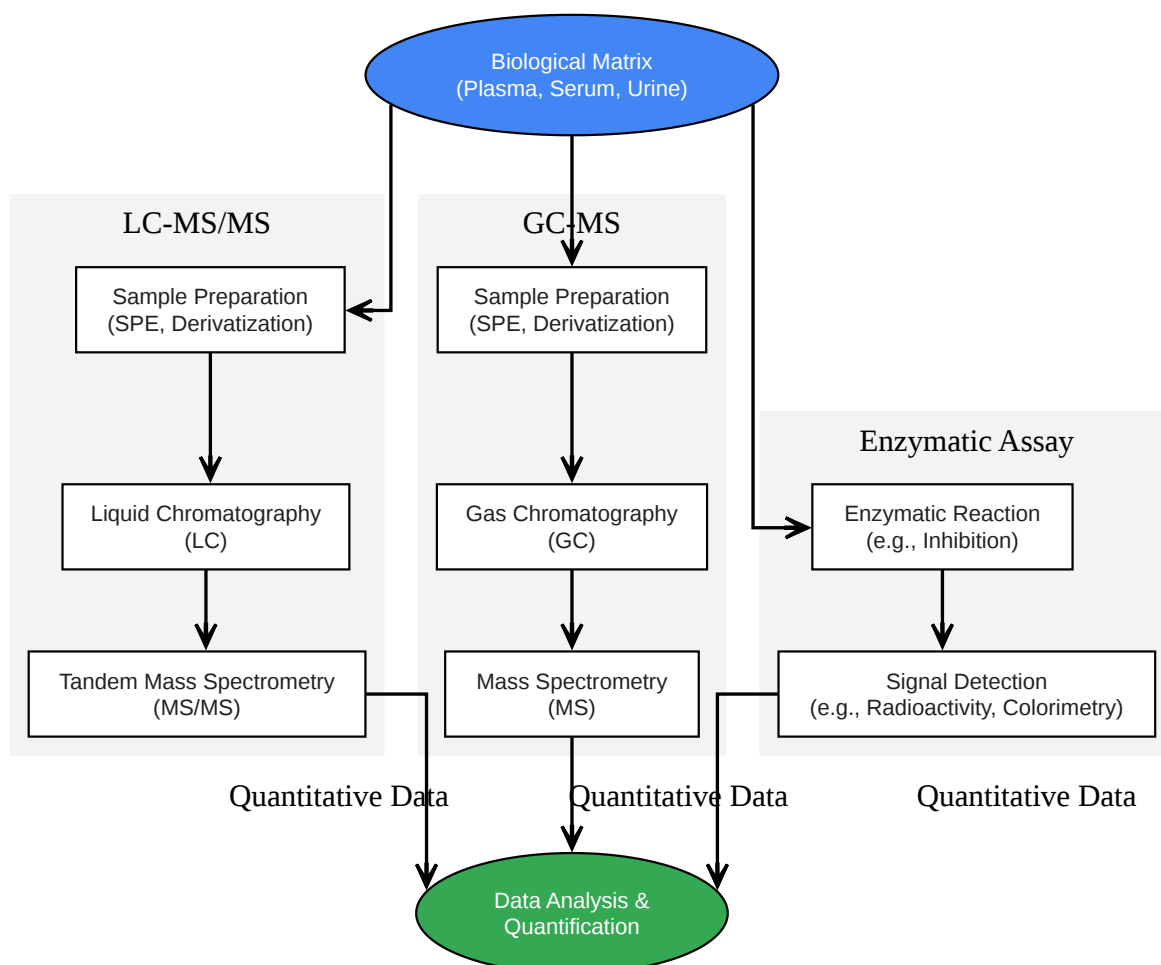 Biological Matrix
(Plasma, Serum, Urine)
LC-MS/MS
GC-MS
Sample Preparation
(SPE, Derivatization)
Sample Preparation
(SPE, Derivatization)
Enzymatic Assay
Liquid Chromatography
(LC)
Gas Chromatography
(GC)
Enzymatic Reaction
(e.g., Inhibition)
Tandem Mass Spectrometry
(MS/MS)
Mass Spectrometry
(MS)
Signal Detection
(e.g., Radioactivity, Colorimetry)
Quantitative Data
Quantitative Data
Quantitative Data
Data Analysis &
Quantification